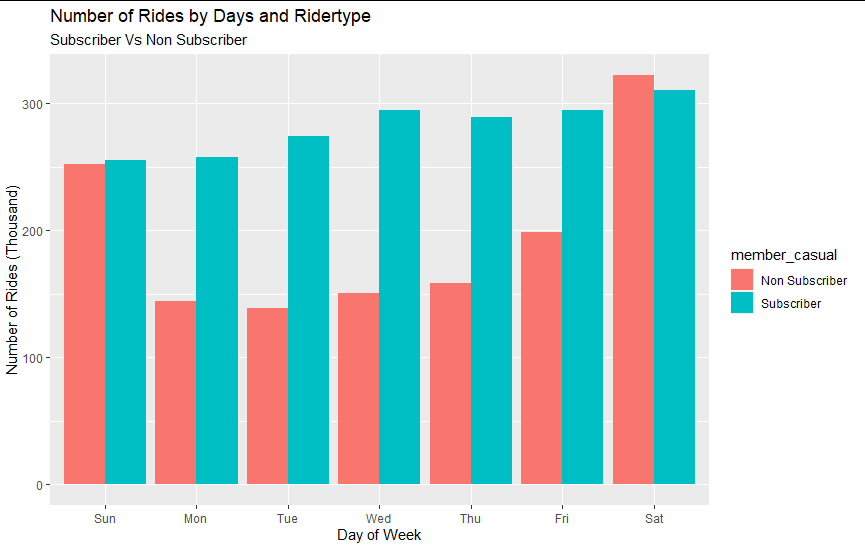 Number of Rides by Days and Ridertype
Subscriber Vs Non Subscriber
Number of Rides (Thousand)
300
200
100
0
Sun Mon Tue Wed Thu Fri Sat
Day of Week
member_casual
Non Subscriber
Subscriber